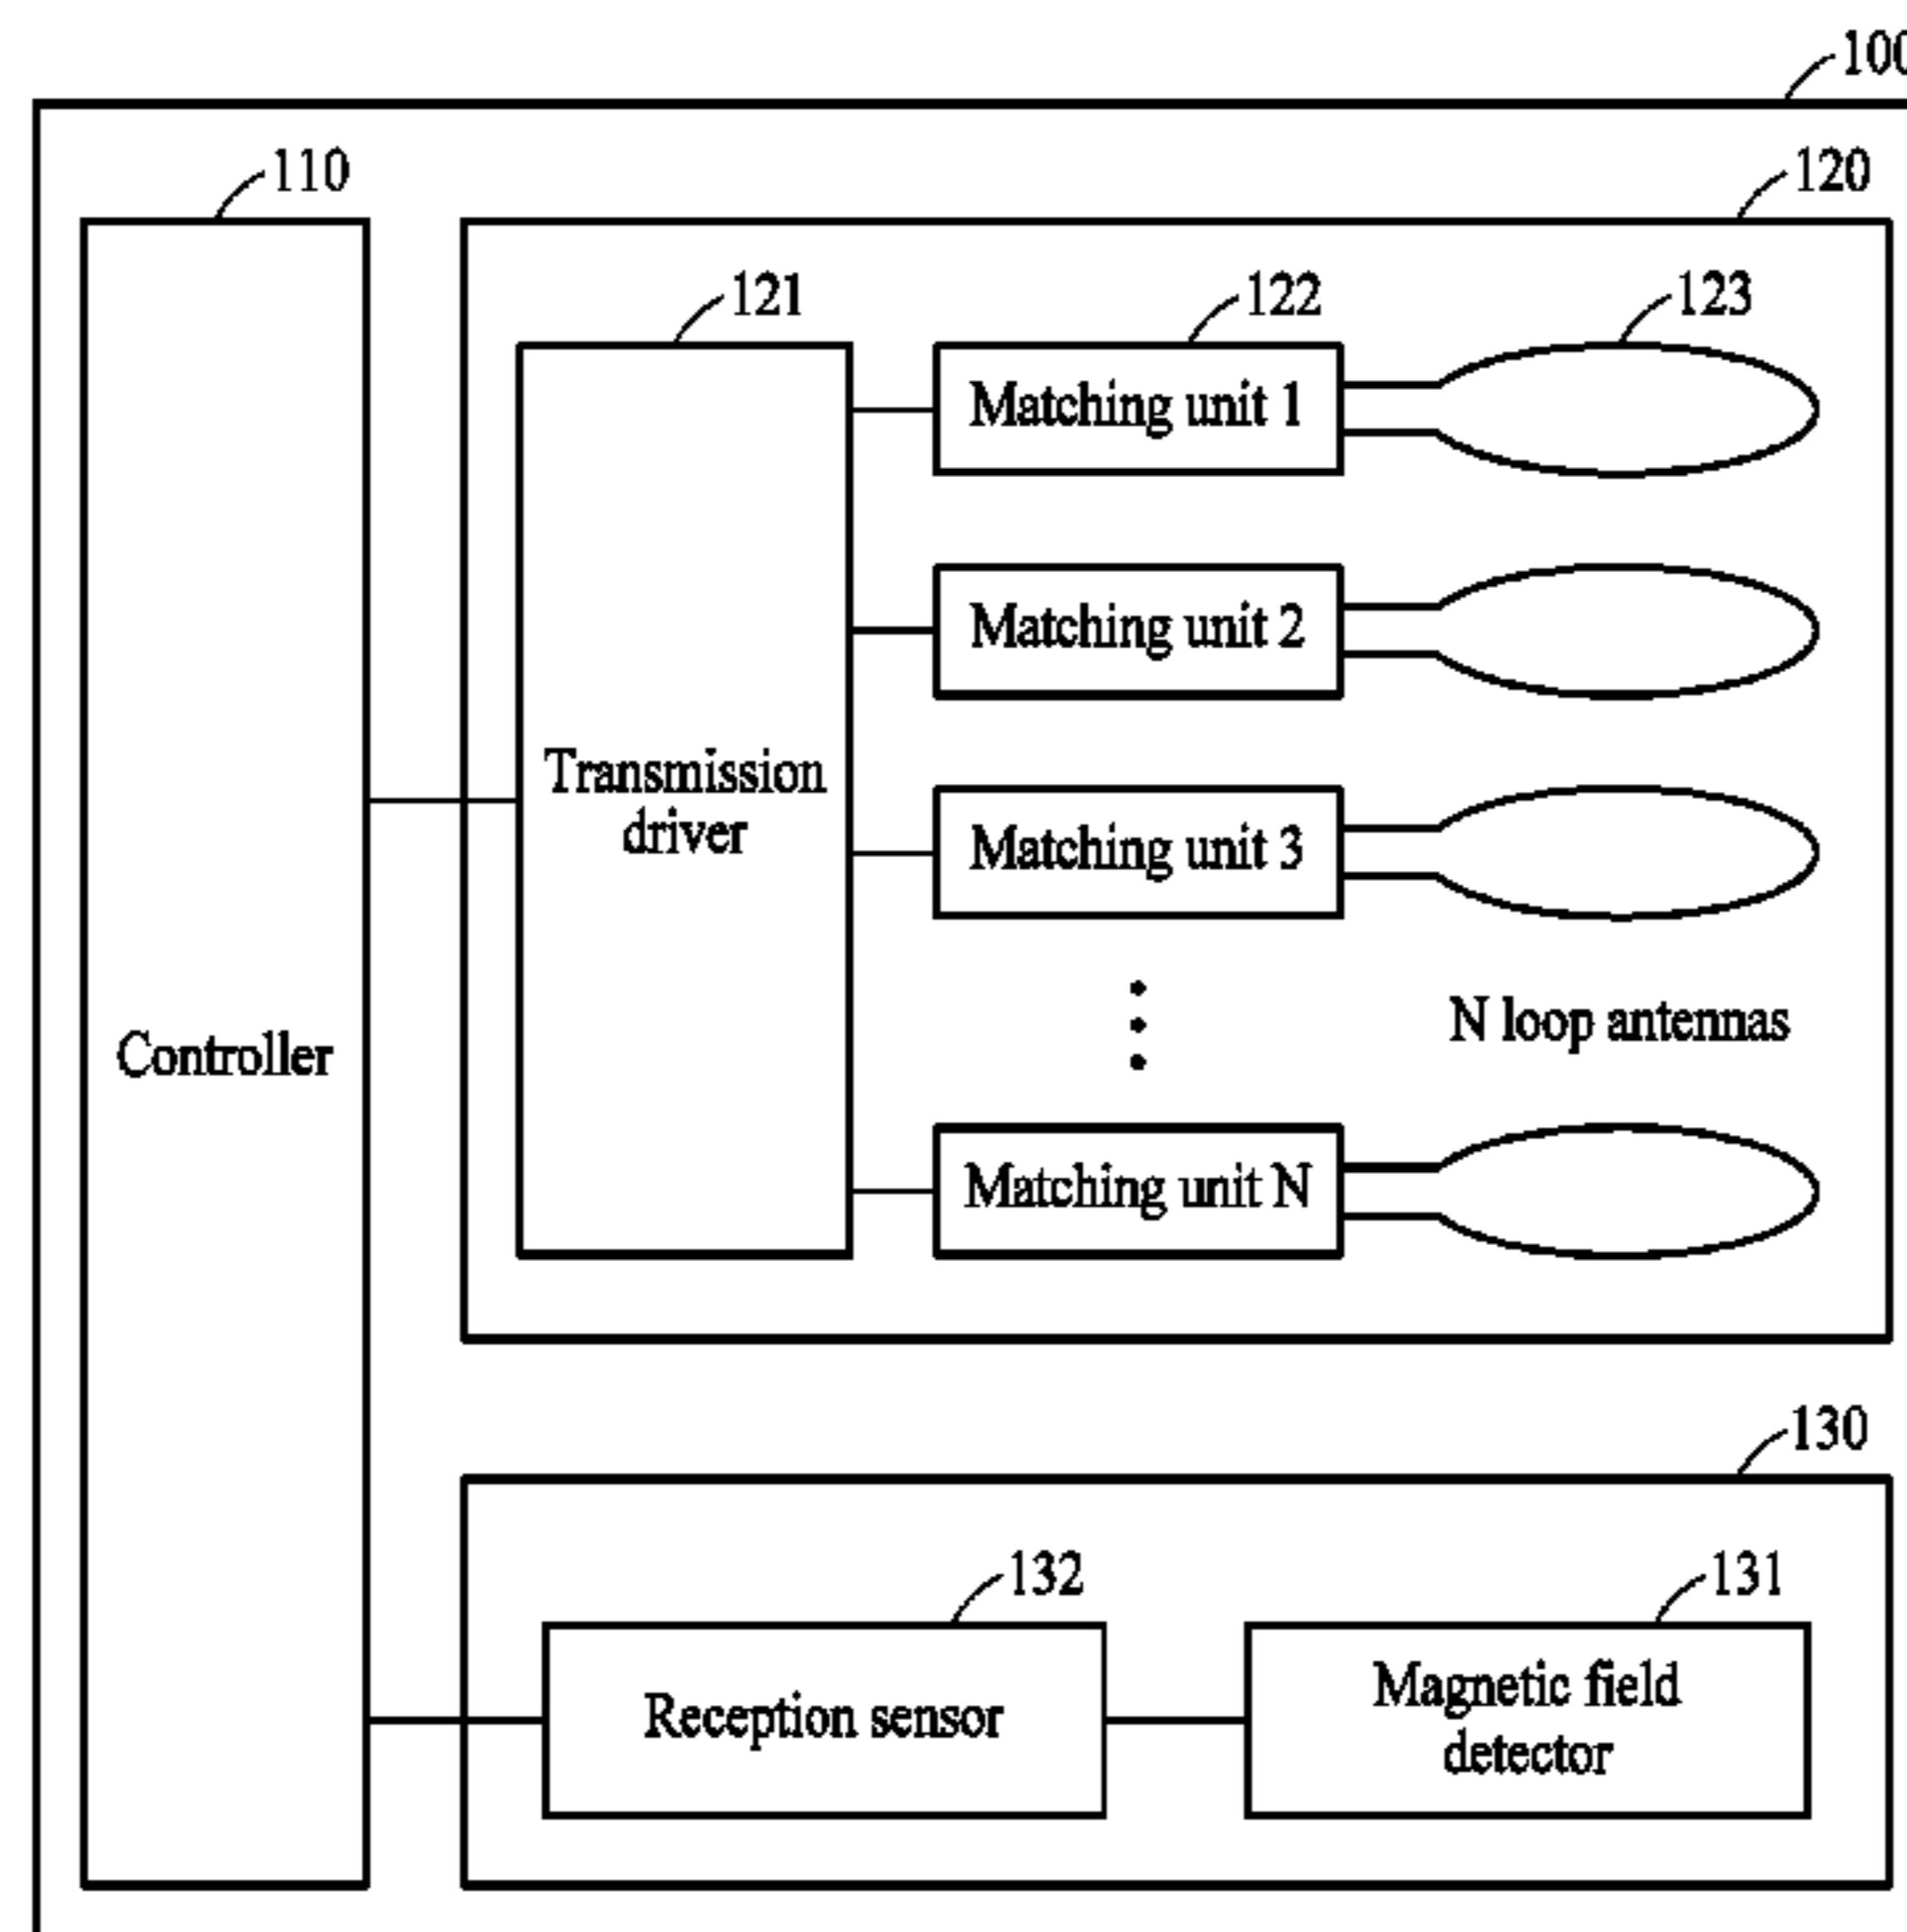 100
110
120
121
122
123
Matching unit 1
Matching unit 2
Transmission
driver
Matching unit 3
N loop antennas
Controller
Matching unit N
130
132
131
Reception sensor
Magnetic field
detector